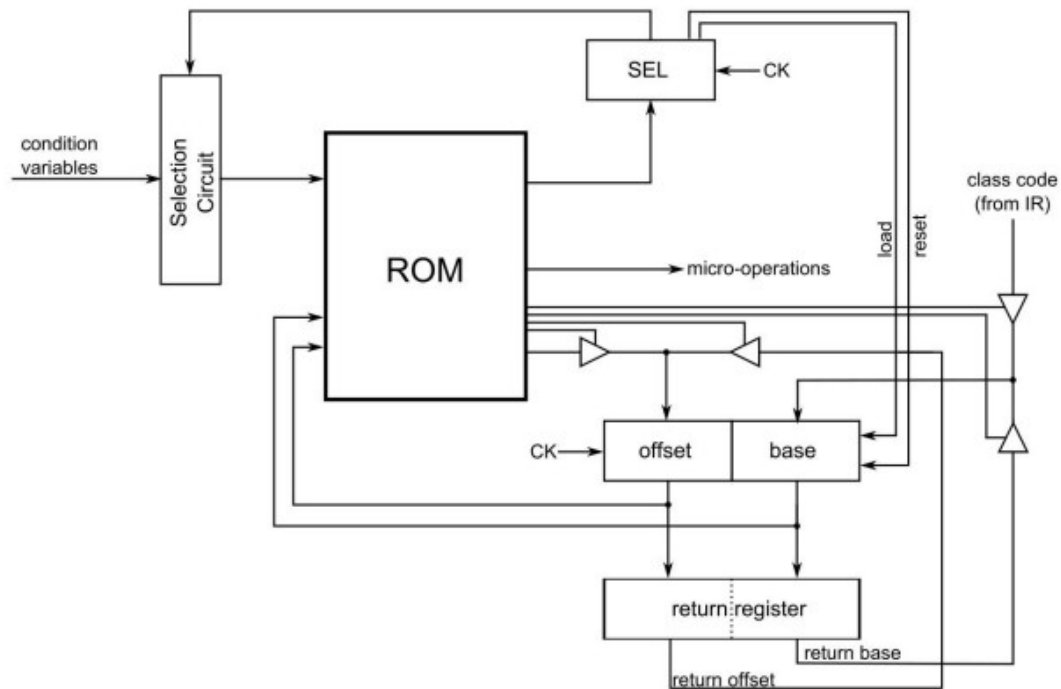 SEL
CK
condition
variables
Selection
Circuit
class code
(from IR)
load
reset
ROM
micro-operations
CK
offset
base
return register
return base
return offset